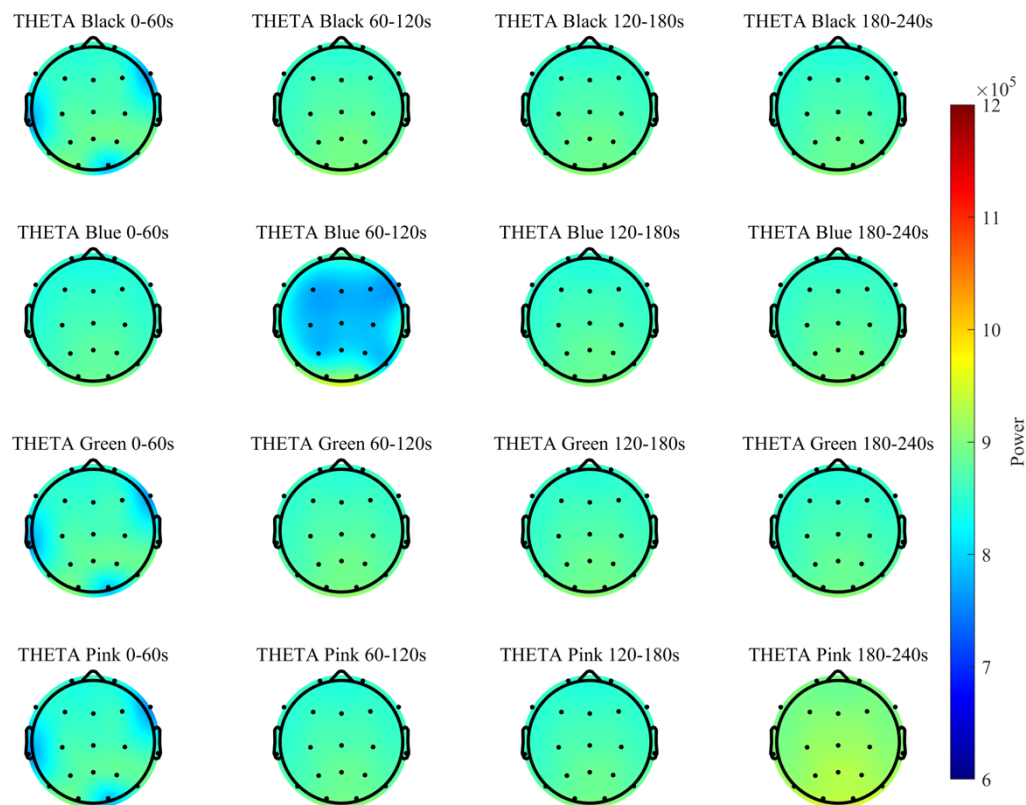 THETA Black 0-60s
THETA Black 60-120s
THETA Black 120-180s
THETA Black 180-240s
×10⁵
12
11
10
9
8
7
6
Power
THETA Blue 0-60s
THETA Blue 60-120s
THETA Blue 120-180s
THETA Blue 180-240s
THETA Green 0-60s
THETA Green 60-120s
THETA Green 120-180s
THETA Green 180-240s
THETA Pink 0-60s
THETA Pink 60-120s
THETA Pink 120-180s
THETA Pink 180-240s